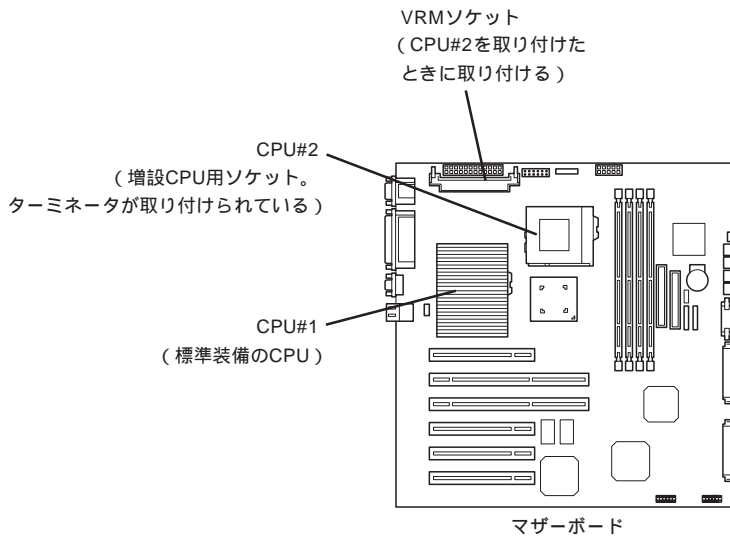 VRMソケット
（CPU#2を取り付けた
ときに取り付ける）
CPU#2
（増設CPU用ソケット。
ターミネータが取り付けられている）
CPU#1
（標準装備のCPU）
マザーボード